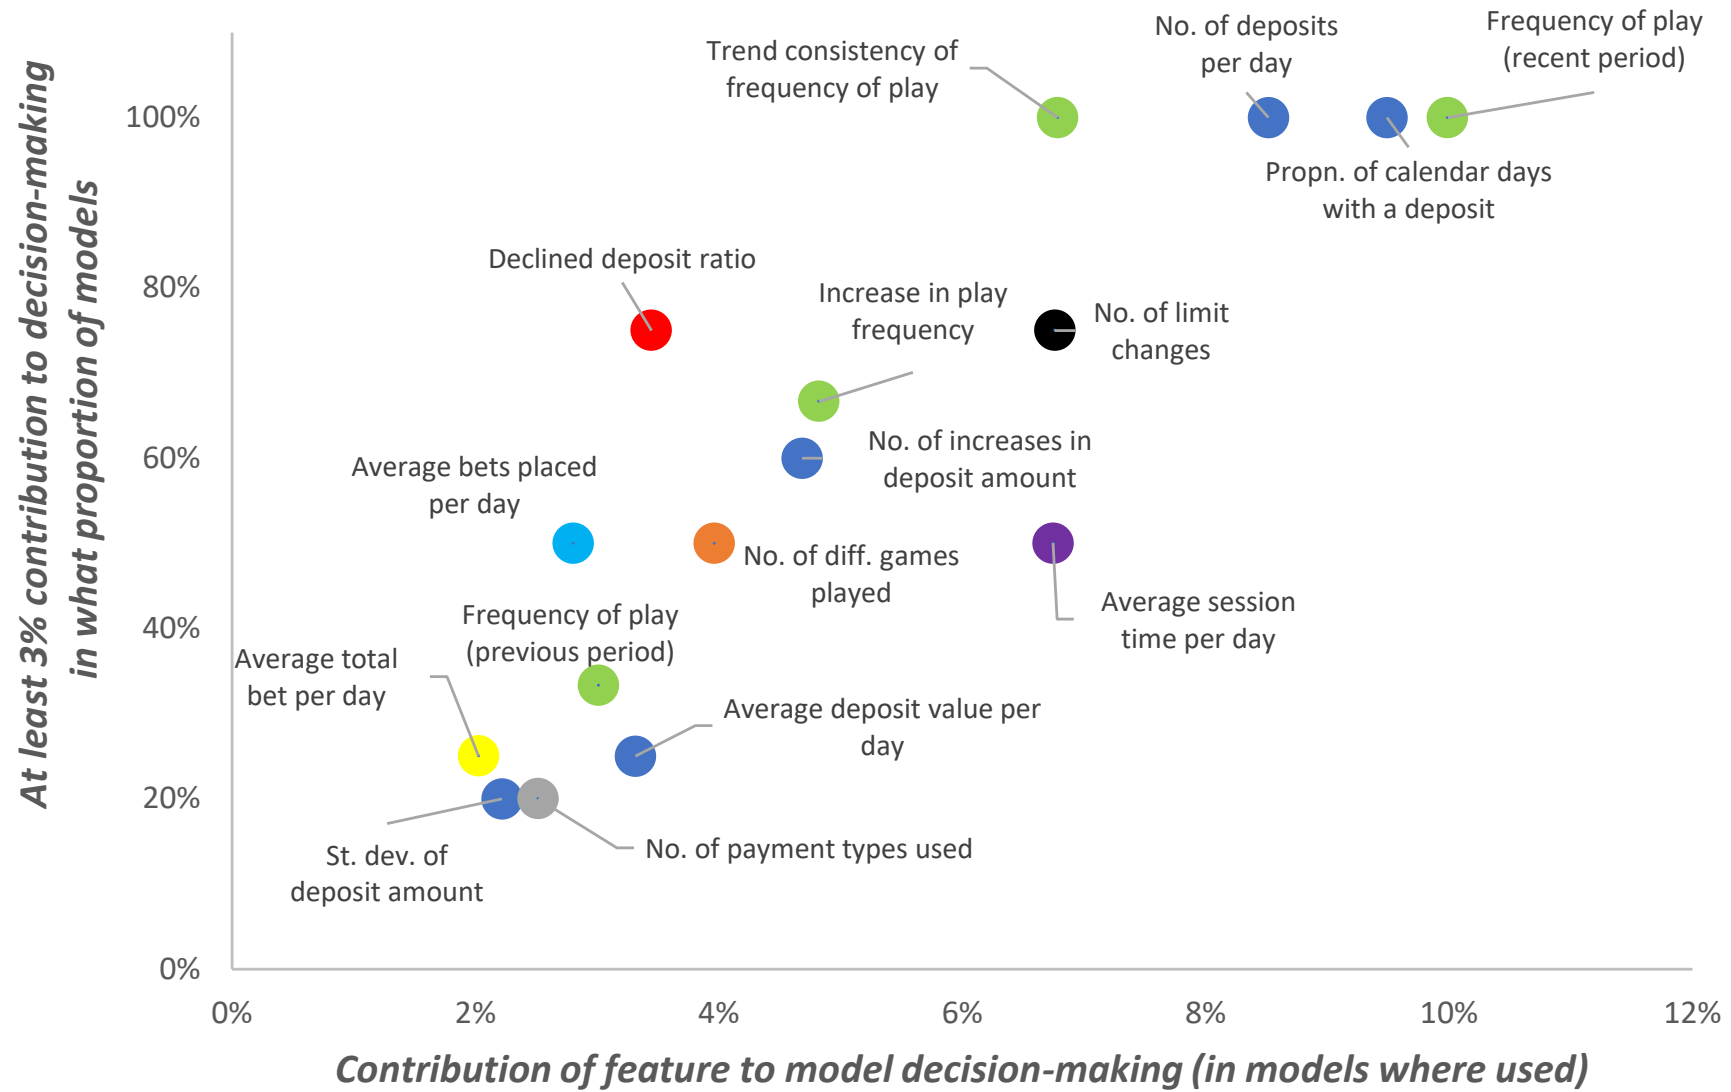 At least 3% contribution to decision-making
in what proportion of models
100%
80%
60%
40%
20%
0%
Trend consistency of
frequency of play
No. of deposits
per day
Frequency of play
(recent period)
Propn. of calendar days
with a deposit
Declined deposit ratio
Increase in play
frequency
No. of limit
changes
No. of increases in
deposit amount
Average bets placed
per day
No. of diff. games
played
Average session
time per day
Frequency of play
(previous period)
Average total
bet per day
Average deposit value per
day
St. dev. of
deposit amount
No. of payment types used
0%
2%
4%
6%
8%
10%
12%
Contribution of feature to model decision-making (in models where used)